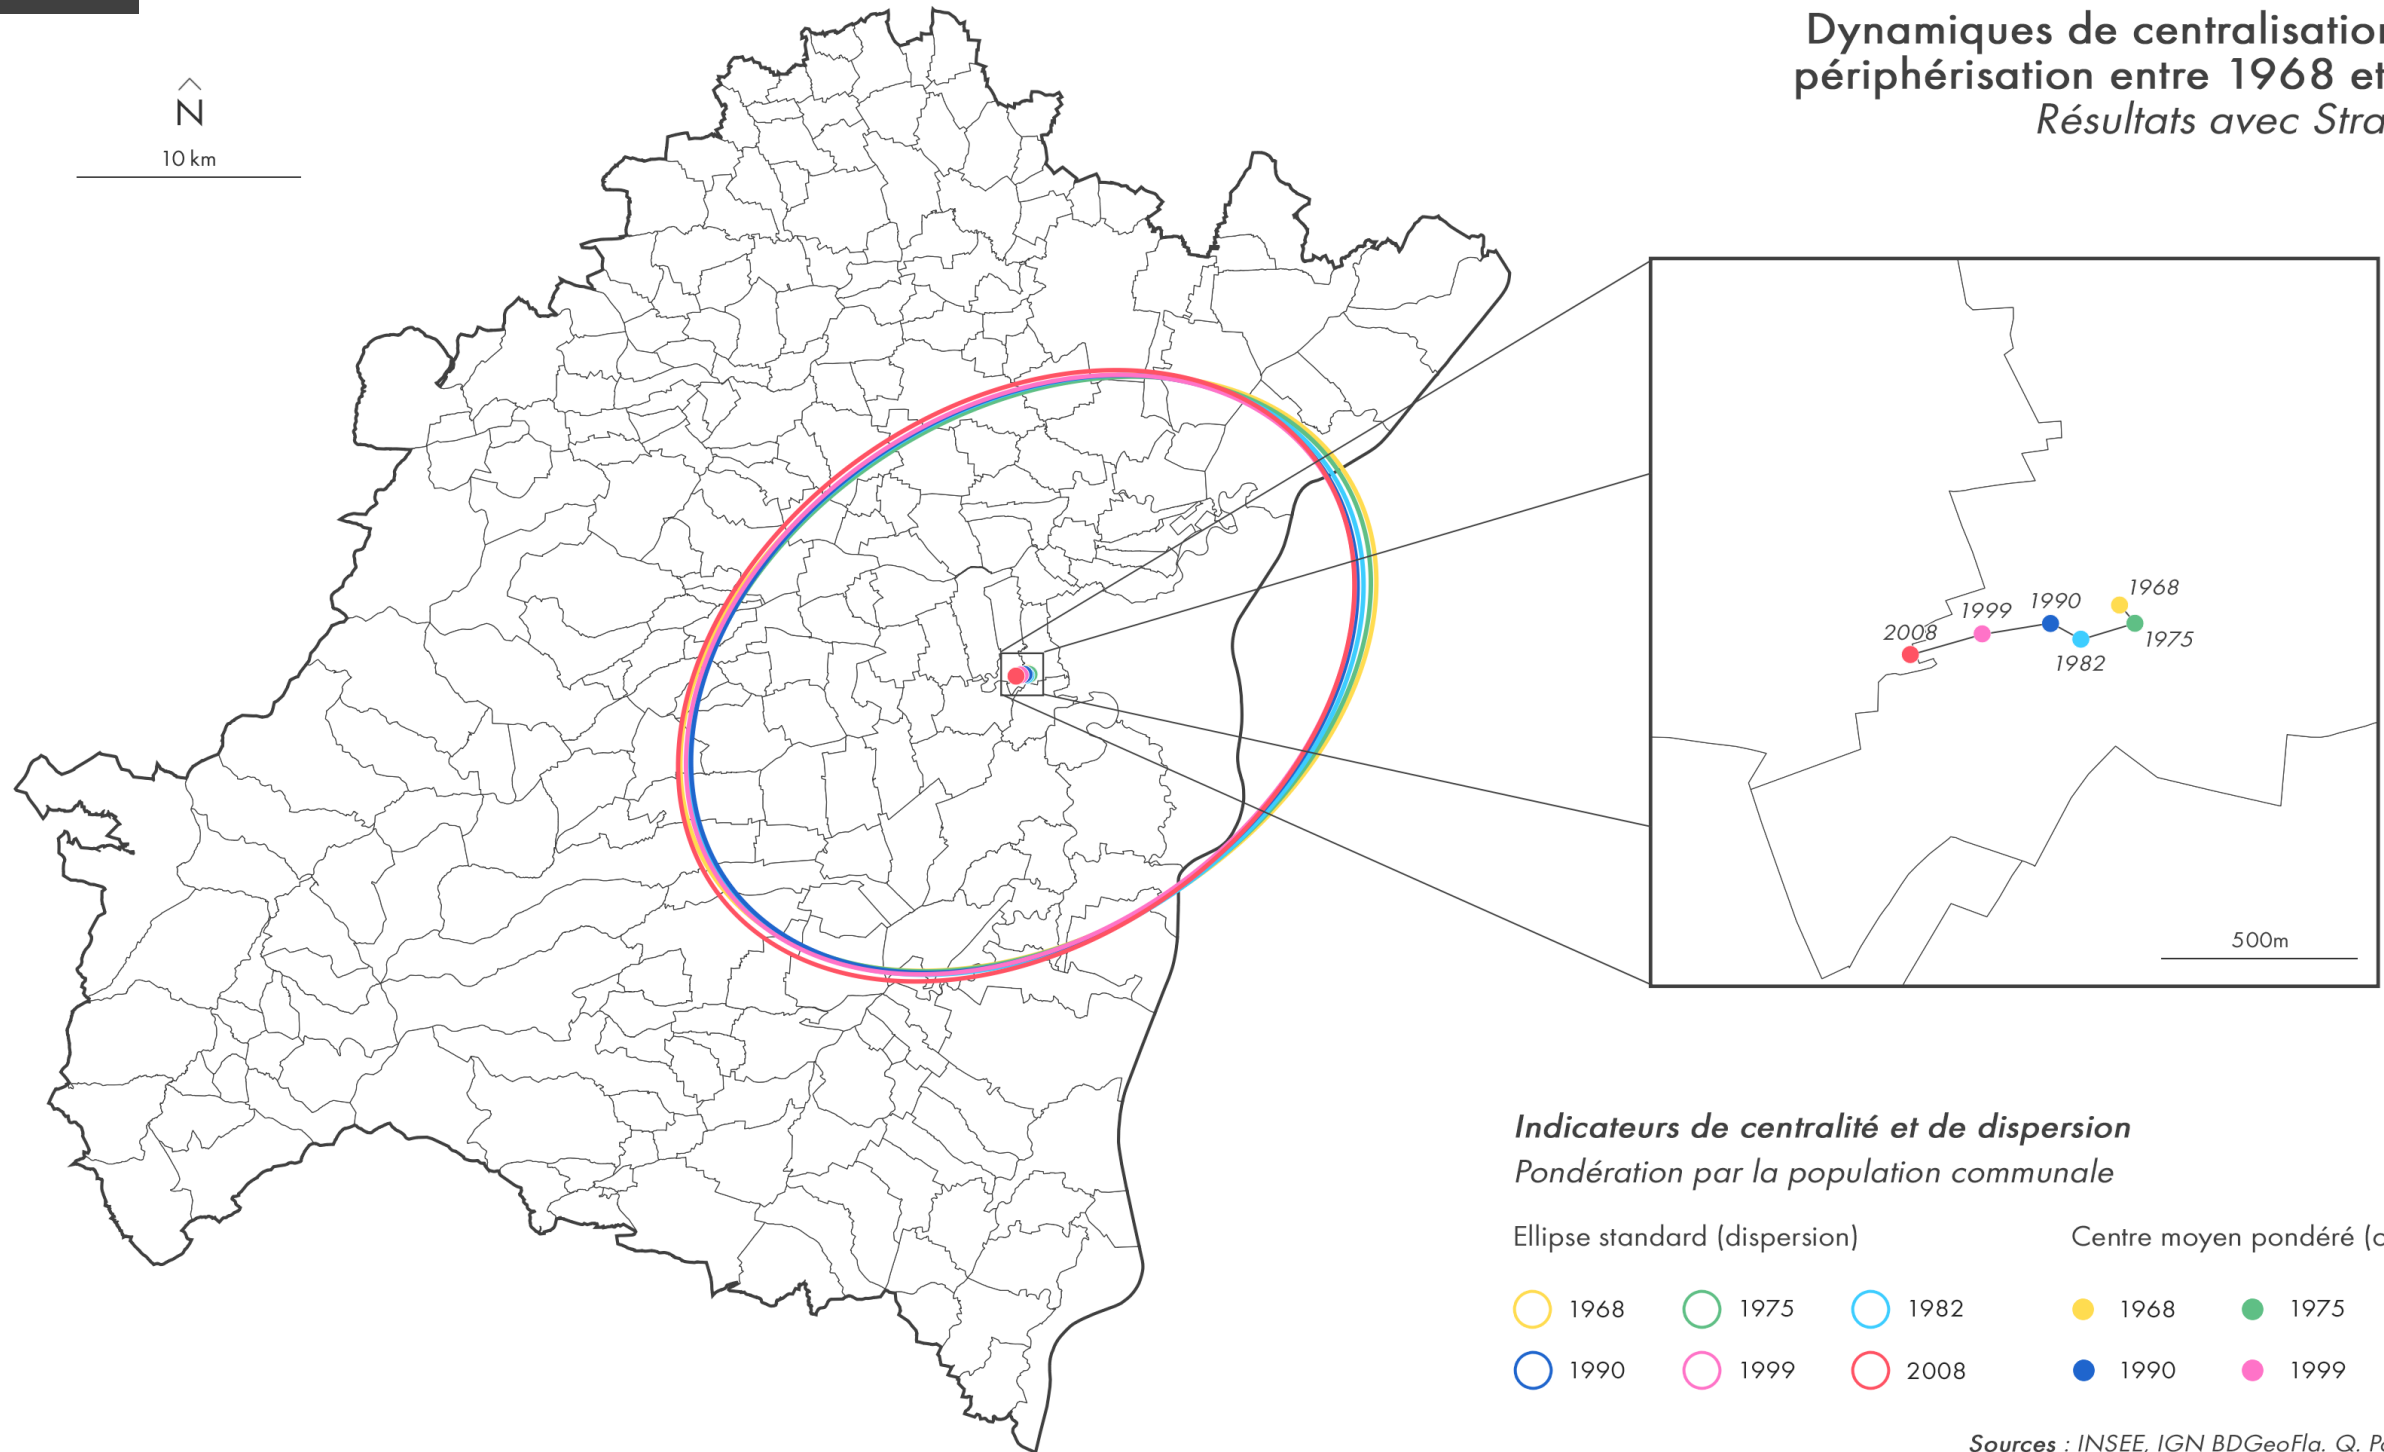 Dynamiques de centralisation
périphérisation entre 1968 et
Résultats avec
N
10 km
1968
1990
1999
2008
1975
1982
500m
Indicateurs de centralité et de dispersion
Pondération par la population communale
Ellipse standard (dispersion)
Centre moyen pondéré
1968
1975
1982
1968
1975
1990
1999
2008
1990
1999
Sources : INSEE, IGN BDGeoFla, Q.